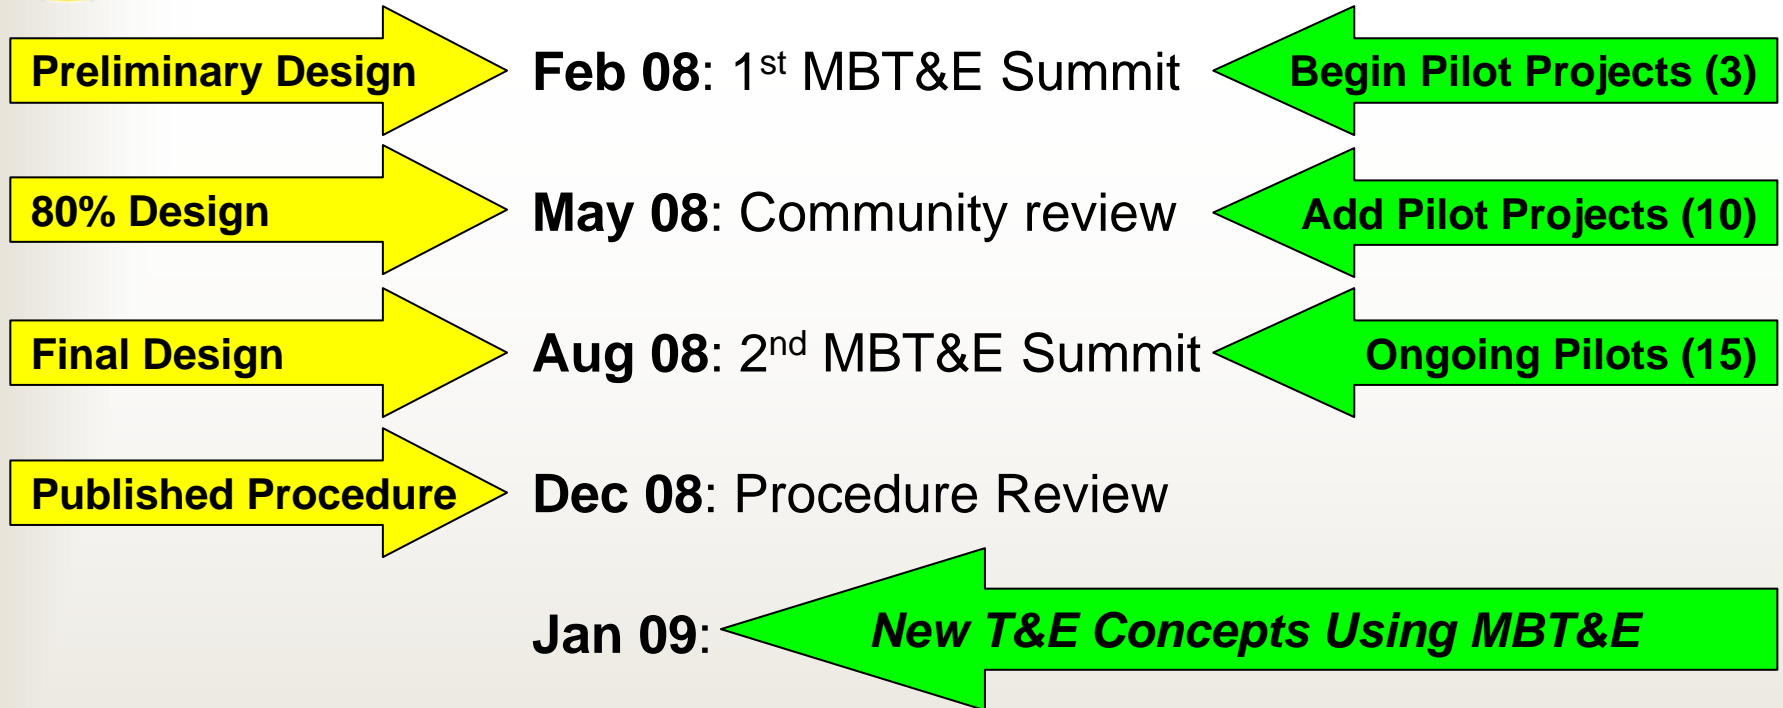 Preliminary Design Feb 08: 1st MBT&E Summit Begin Pilot Projects (3)
80% Design May 08: Community review Add Pilot Projects (10)
Final Design Aug 08: 2nd MBT&E Summit Ongoing Pilots (15)
Published Procedure Dec 08: Procedure Review
Jan 09: New T&E Concepts Using MBT&E